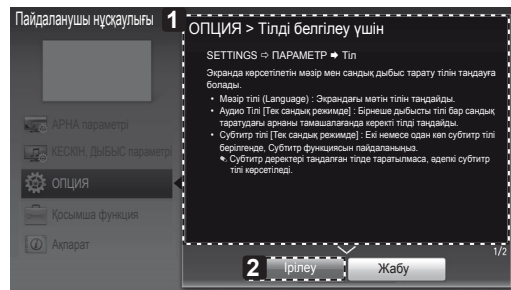 Пайдаланушы нұсқаулығы
1
ОПЦИЯ > Тілді белгілеу үшін
SETTINGS ⇨ ПАРАМЕТР ➡ Тіл
Экранда көрсетілетін мәзір мен сандық дыбыс тарату тілін таңдауға
болады.
• Мәзір тілі (Language) : Экрандағы мәтін тілін таңдайды.
• Аудио Тілі [Тек сандық режимде] : Бірнеше дыбысты тілі бар сандық
таратудағы арнаны тамашалағанда керекті тілді таңдайды.
• Субтитр тілі [Тек сандық режимде] : Екі немесе одан көп субтитр тілі
берілгенде, Субтитр функциясын пайдаланыңыз.
Субтитр деректері таңдалған тілде таратылмаса, әдепкі субтитр
тілі көрсетіледі.
АРНА параметрі
КЕСКІН, ДЫБЫС параметрі
ОПЦИЯ
Қосымша функция
Ақпарат
1/2
2
Ірілеу
Жабу